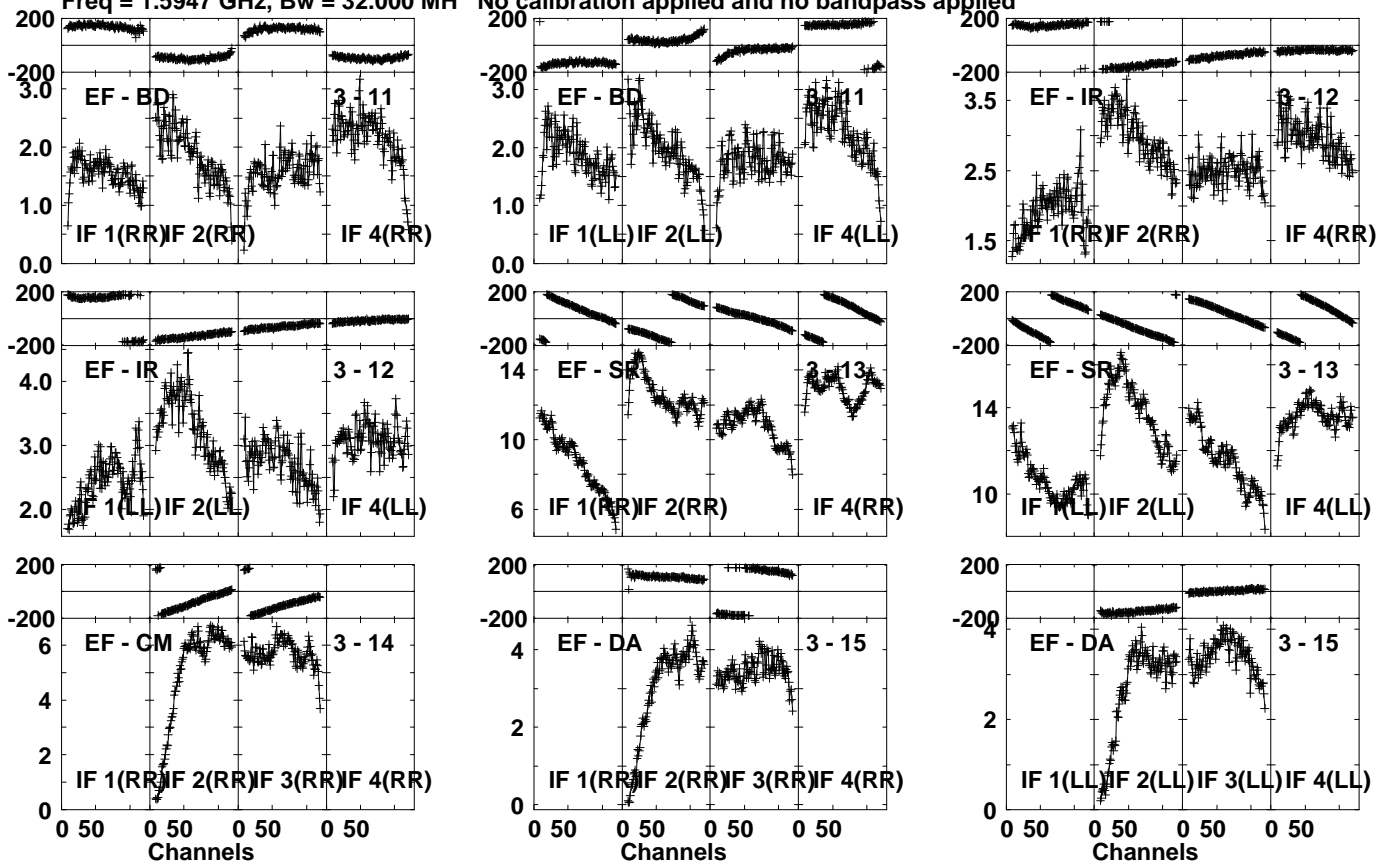 Freq = 1.5947 GHz, Bw = 32.000 MH No calibration applied and no bandpass applied
200
-200
EF - BD 3 - 11
3.0
2.0
1.0
0.0
IF 1(RR) IF 2(RR) IF 4(RR)
EF - BD 3 - 11
200
-200
3.0
2.0
1.0
0.0
IF 1(LL) IF 2(LL) IF 4(LL)
EF - IR 3 - 12
200
-200
3.5
2.5
1.5
IF 1(RR) IF 2(RR) IF 4(RR)
200
-200
EF - IR 3 - 12
4.0
3.0
2.0
IF 1(LL) IF 2(LL) IF 4(LL)
200
-200
EF - SR 3 - 13
14
10
6
IF 1(RR) IF 2(RR) IF 4(RR)
200
-200
EF - SR 3 - 13
14
10
IF 1(LL) IF 2(LL) IF 4(LL)
200
-200
EF - CM 3 - 14
6
4
2
0
IF 1(RR) IF 2(RR) IF 3(RR) IF 4(RR)
0 50 0 50 0 50 0 50
Channels
200
-200
EF - DA 3 - 15
4
2
0
IF 1(RR) IF 2(RR) IF 3(RR) IF 4(RR)
0 50 0 50 0 50 0 50
Channels
200
-200
EF - DA 3 - 15
4
2
0
IF 1(LL) IF 2(LL) IF 3(LL) IF 4(LL)
0 50 0 50 0 50 0 50
Channels